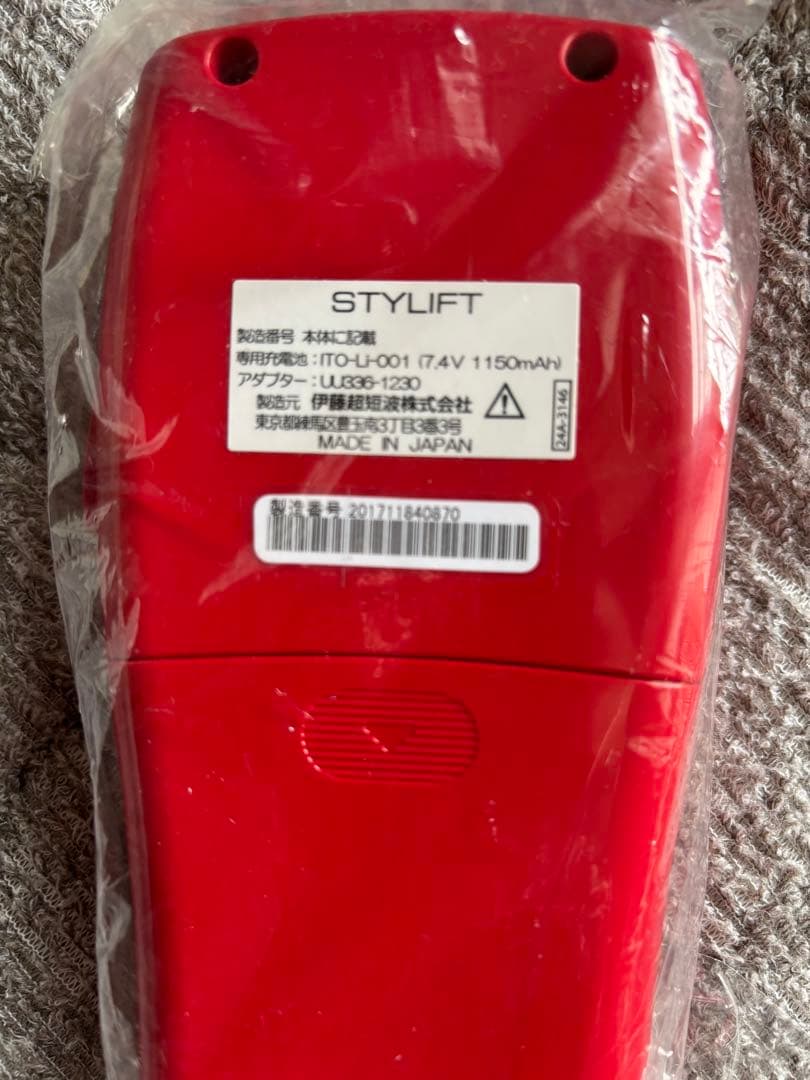 STYLIFT
製造番号 本体に記載
専用充電池：ITO-Li-001 (7.4V 1150mAh)
アダプター：UU336-1230
製造元 伊藤超短波株式会社
東京都練馬区豊玉南3丁目3番3号
MADE IN JAPAN
24A-3146
製造番号 201711840870